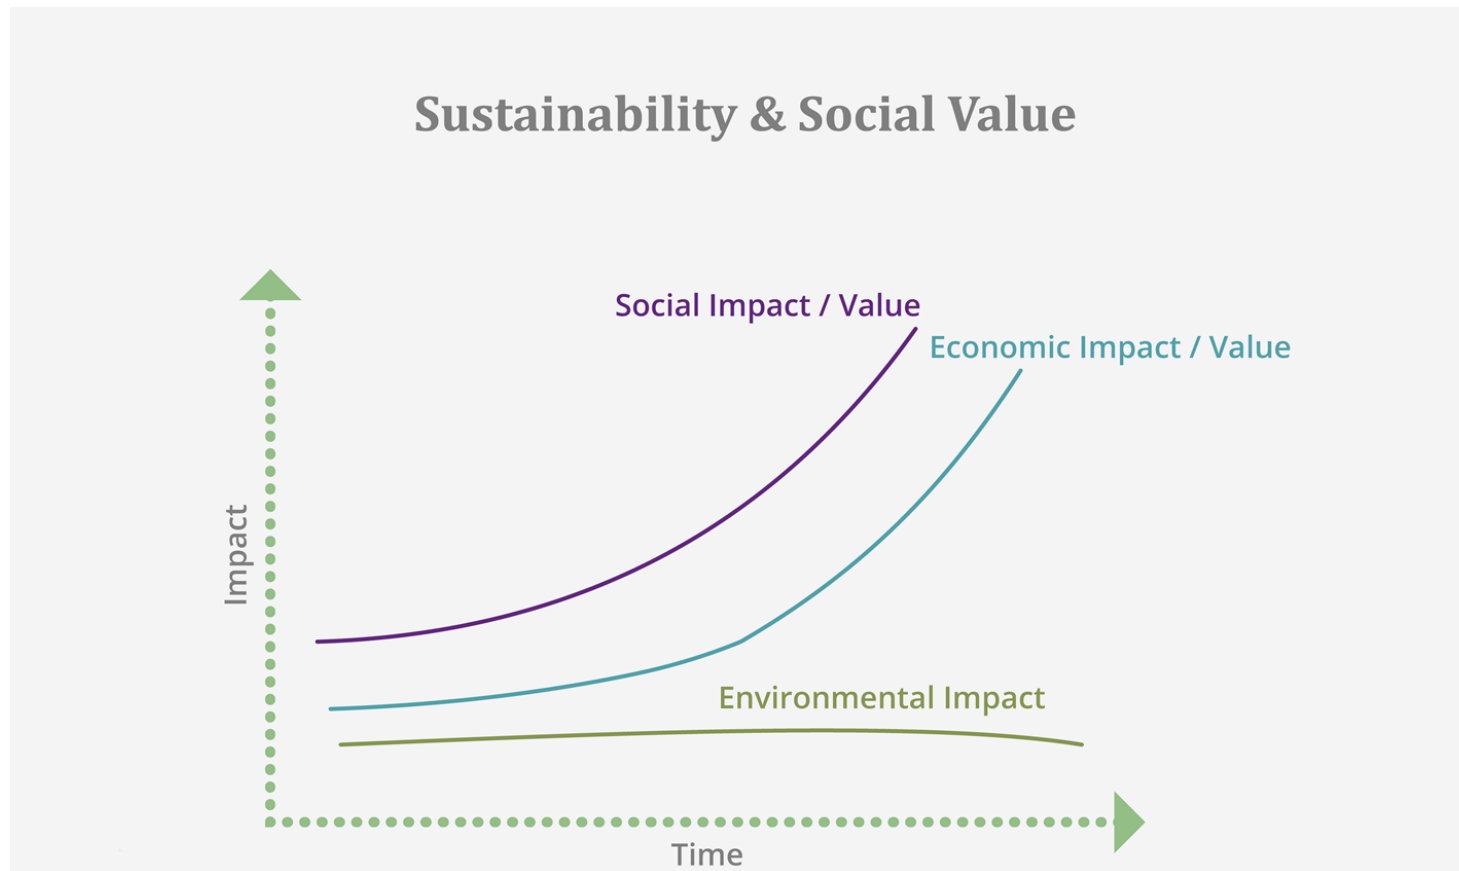 Sustainability & Social Value
Social Impact / Value
Economic Impact / Value
Impact
Environmental Impact
Time